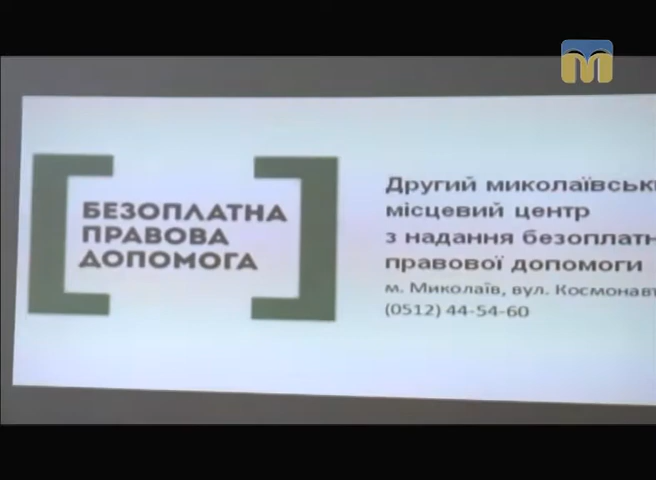 БЕЗОПЛАТНА
ПРАВОВА
ДОПОМОГА
Другий миколаївськ
місцевий центр
з надання безоплатн
правової допомоги
м. Миколаїв, вул. Космонавт
(0512) 44-54-60